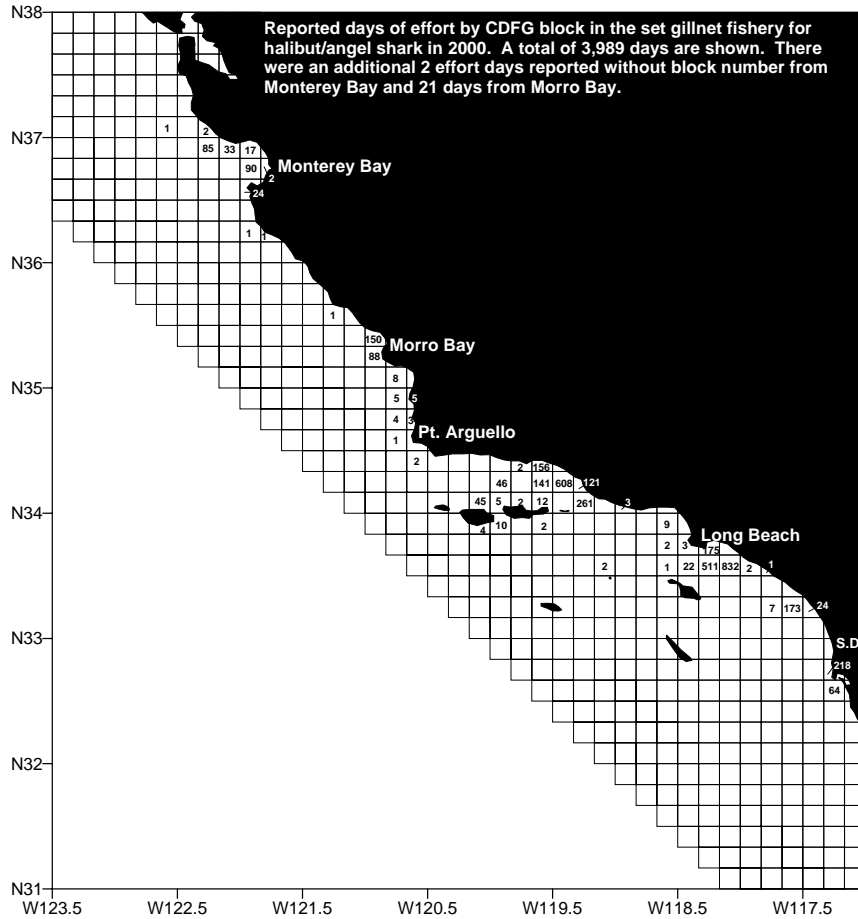 N38
Reported days of effort by CDFG block in the set gillnet fishery for
halibut/angel shark in 2000. A total of 3,989 days are shown. There
were an additional 2 effort days reported without block number from
Monterey Bay and 21 days from Morro Bay.
1 2
N37
85 33 17
90 Monterey Bay
2
24
1 1
N36
1
150
Morro Bay
88
8
N35
5 5
4 3
Pt. Arguello
1
2 2 156
46 141 608 121
45 5 2 12 261 3
N34
4 10 2 9
Long Beach
2 3 175
2 1 22 511 832 2 1
7 173 24
N33
S.D
218
64
N32
N31
W123.5 W122.5 W121.5 W120.5 W119.5 W118.5 W117.5